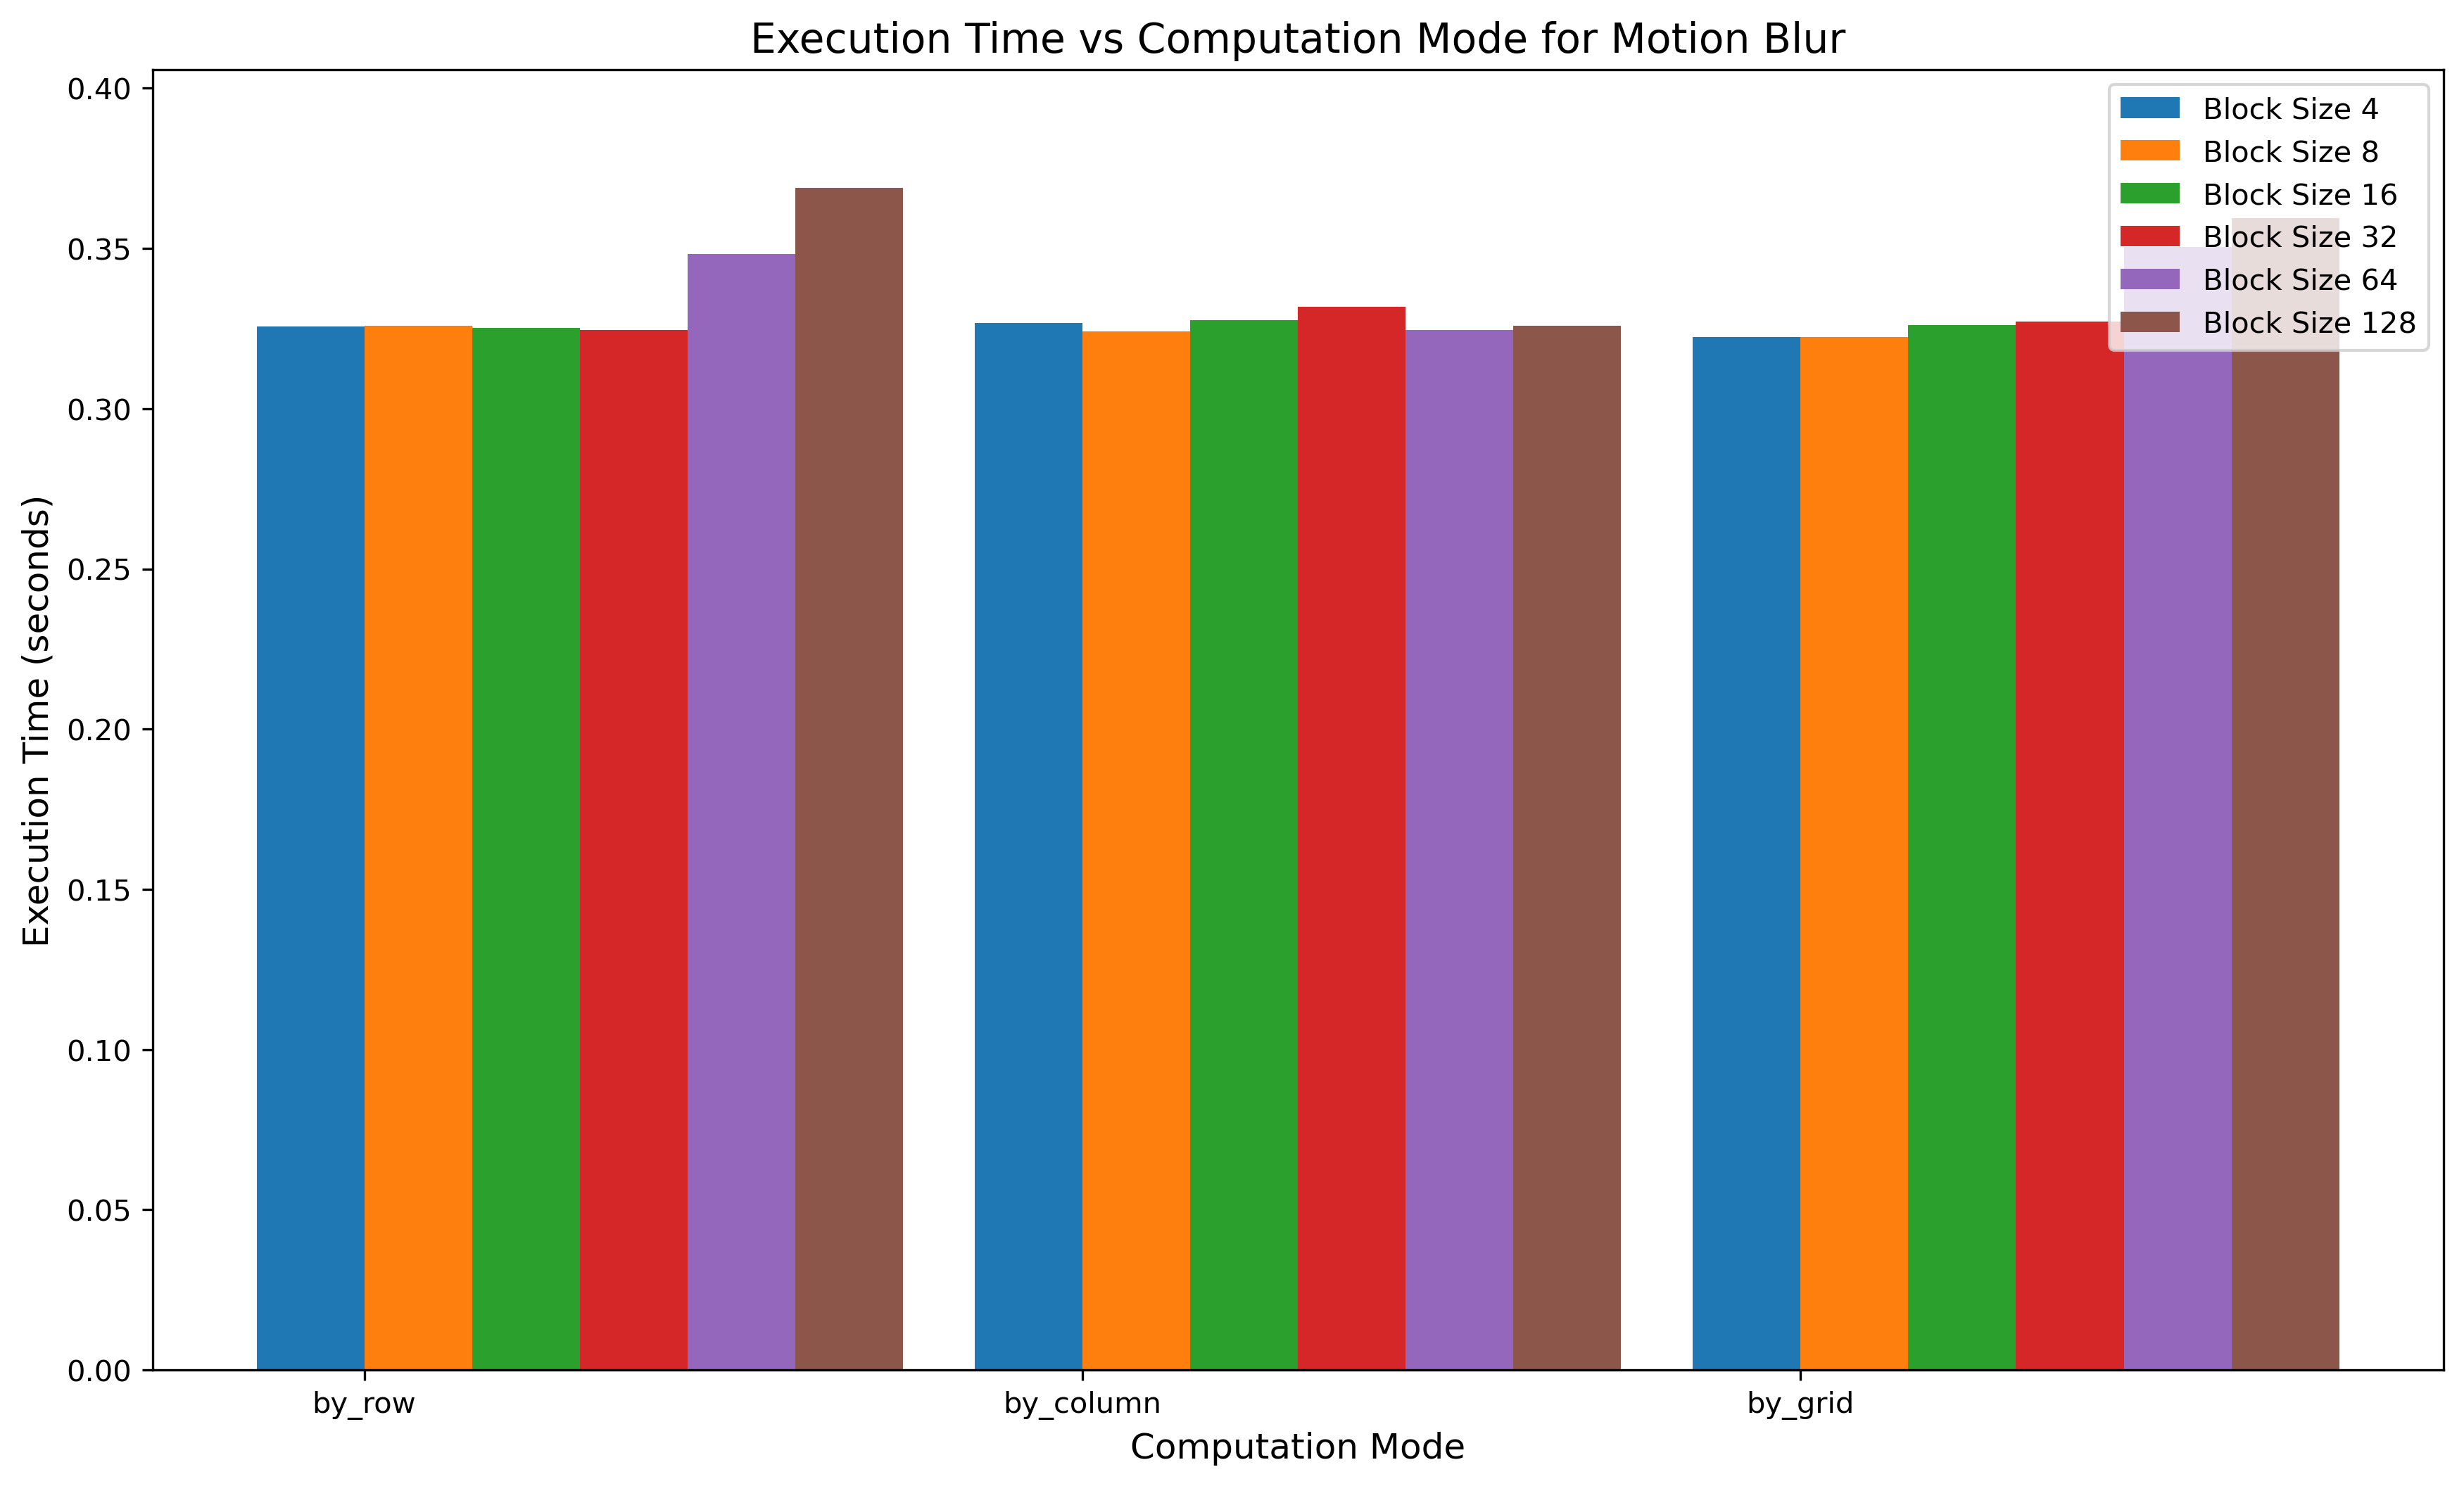 Execution Time vs Computation Mode for Motion Blur
Execution Time (seconds)
0.40
0.35
0.30
0.25
0.20
0.15
0.10
0.05
0.00
Block Size 4
Block Size 8
Block Size 16
Block Size 32
Block Size 64
Block Size 128
by_row
by_column
by_grid
Computation Mode